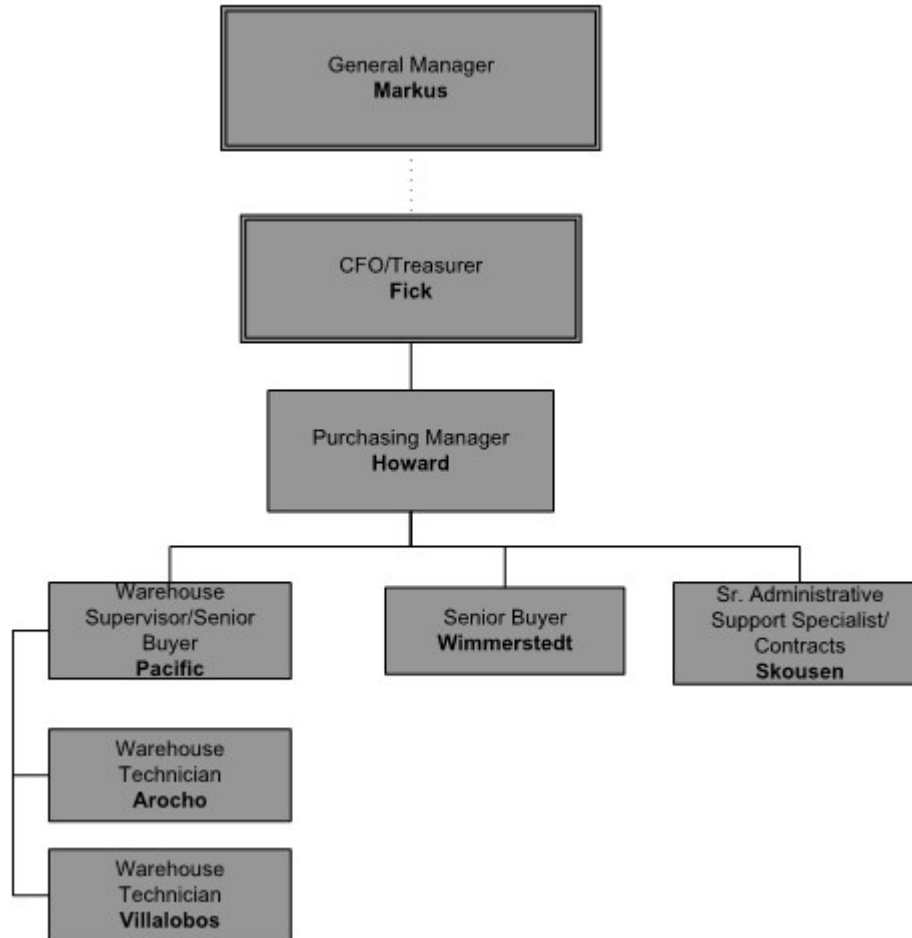 General Manager
Markus
CFO/Treasurer
Fick
Purchasing Manager
Howard
Warehouse
Supervisor/Senior
Buyer
Pacific
Senior Buyer
Wimmerstedt
Sr. Administrative
Support Specialist/
Contracts
Skousen
Warehouse
Technician
Arocho
Warehouse
Technician
Villalobos